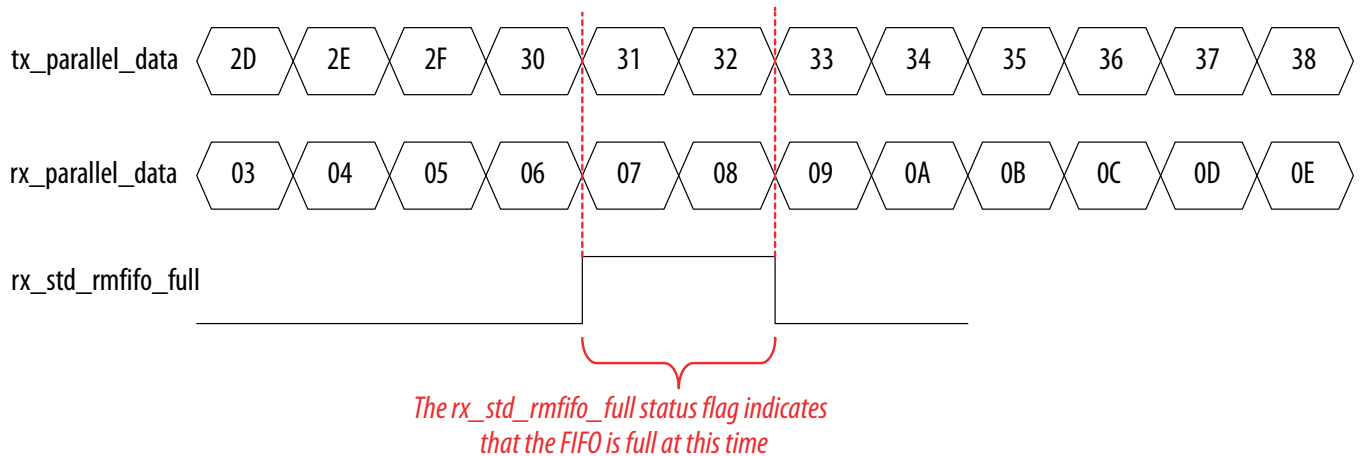 tx_parallel_data 2D 2E 2F 30 31 32 33 34 35 36 37 38
rx_parallel_data 03 04 05 06 07 08 09 0A 0B 0C 0D 0E
rx_std_rmfifo_full
The rx_std_rmfifo_full status flag indicates
that the FIFO is full at this time